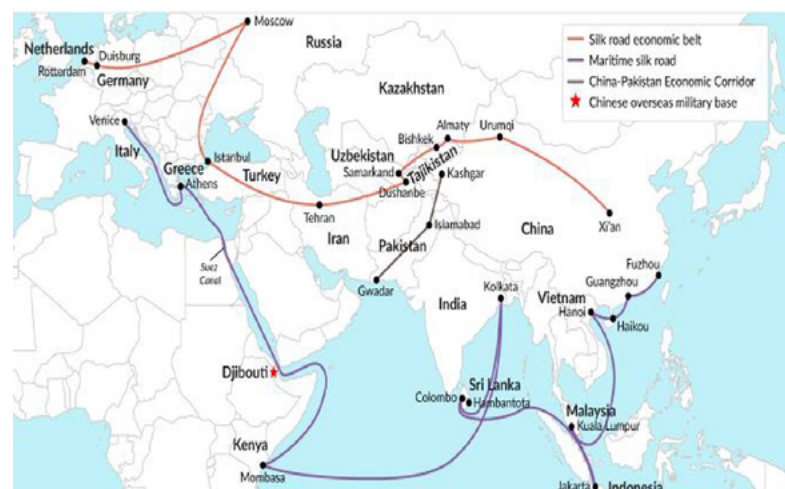 Moscow
Russia
Netherlands
Duisburg
Rotterdam
Germany
Silk road economic belt
Maritime silk road
China-Pakistan Economic Corridor
Chinese overseas military base
Kazakhstan
Venice
Italy
Almaty
Urumqi
Bishkek
Uzbekistan
Istanbul
Greece
Athens
Turkey
Samarkand
Tajikistan
Kashgar
Dushanbe
Tehran
Islamabad
Xi'an
Iran
Pakistan
China
Suez
Canal
Gwadar
Fuzhou
Guangzhou
India
Kolkata
Vietnam
Hanoi
Haikou
Djibouti
Sri Lanka
Colombo
Hambantota
Malaysia
Kuala Lumpur
Kenya
Mombasa
Jakarta
Indonesia